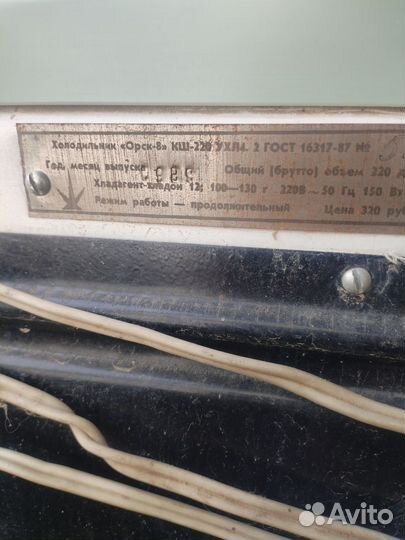 Холодильник «Орск-8» КШ-220 УХЛ4. 2 ГОСТ 16317-87 №
Год, месяц выпуска Общий (брутто) объем 220 д
Хладагент-хладон 12; 100—130 г 220В ~ 50 Гц 150 Вт
Режим работы — продолжительный Цена 320 руб
Avito